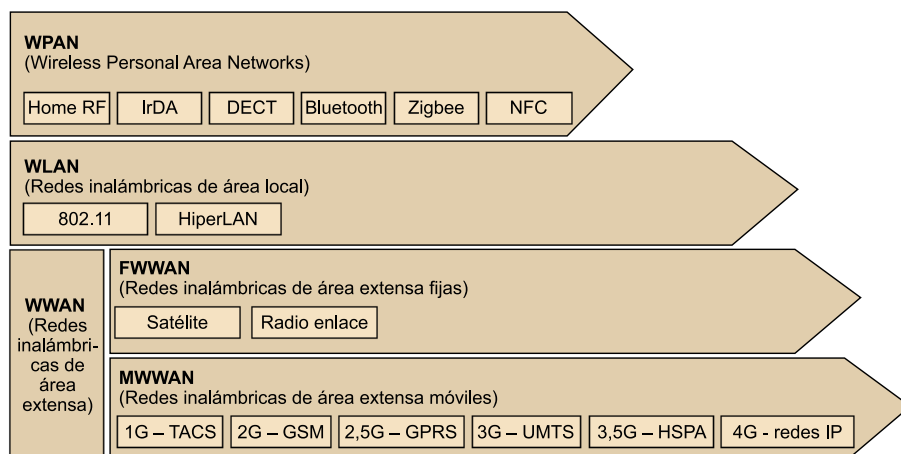 WPAN
(Wireless Personal Area Networks)
Home RF IrDA DECT Bluetooth Zigbee NFC
WLAN
(Redes inalámbricas de área local)
802.11 HiperLAN
WWAN
(Redes
inalámbri-
cas de
área
extensa)
FWWAN
(Redes inalámbricas de área extensa fijas)
Satélite Radio enlace
MWWAN
(Redes inalámbricas de área extensa móviles)
1G – TACS 2G – GSM 2,5G – GPRS 3G – UMTS 3,5G – HSPA 4G - redes IP